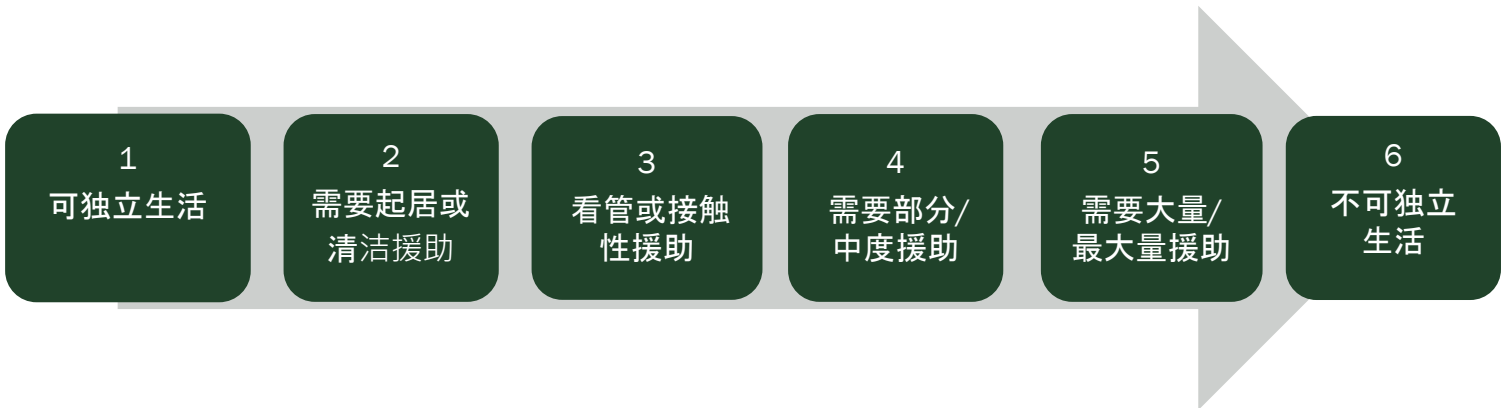 1
可独立生活
2
需要起居或
清洁援助
3
看管或接触
性援助
4
需要部分/
中度援助
5
需要大量/
最大量援助
6
不可独立
生活